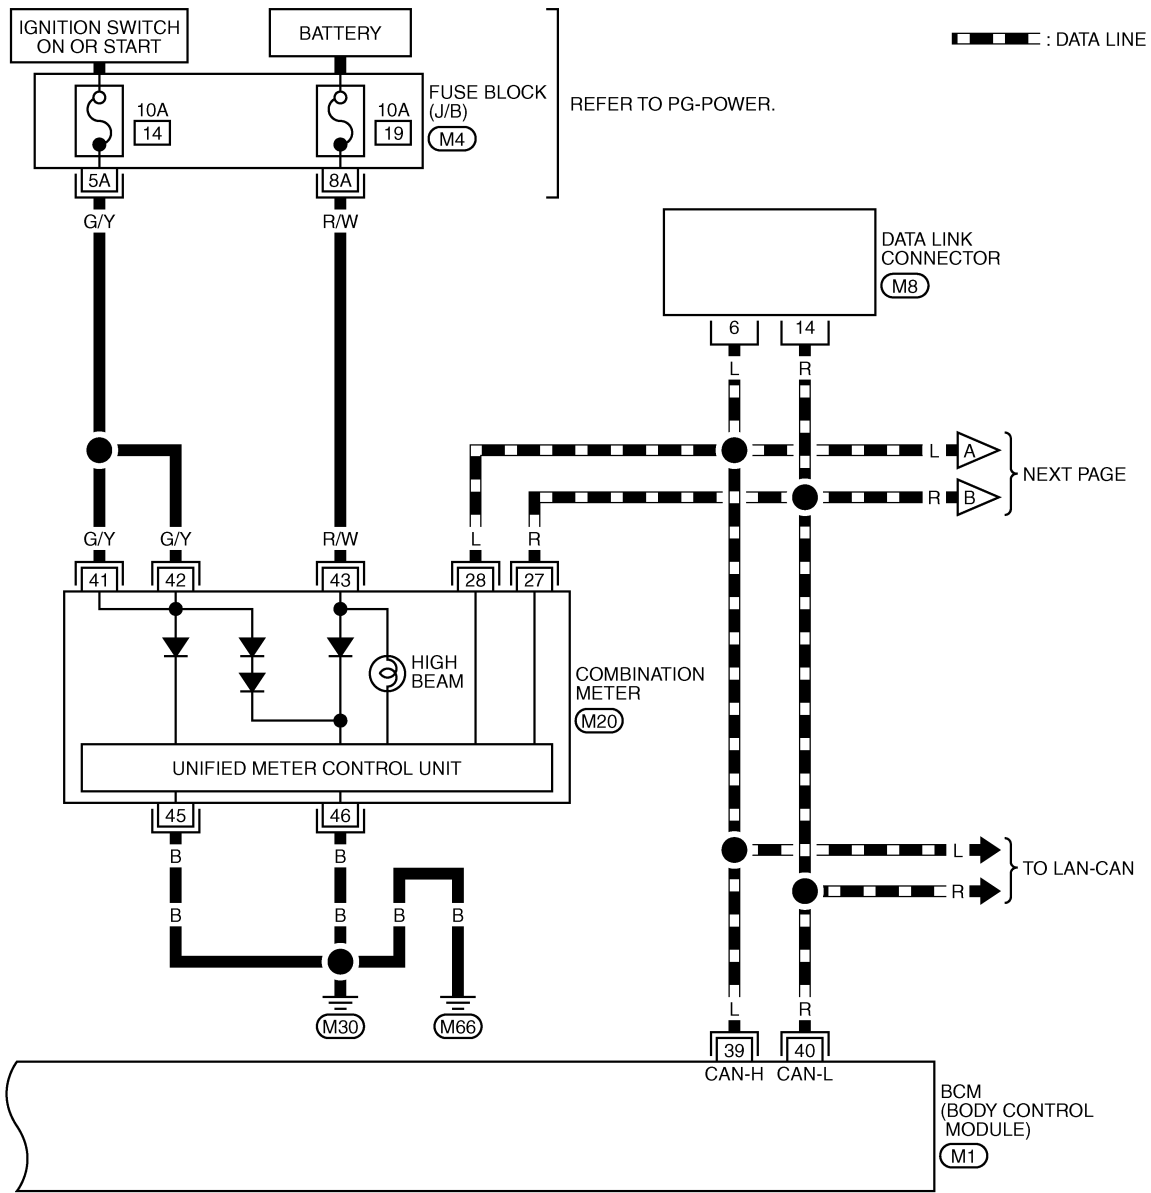 IGNITION SWITCH
ON OR START
BATTERY
: DATA LINE
10A
14
10A
19
FUSE BLOCK
(J/B)
M4
REFER TO PG-POWER.
5A
8A
G/Y
R/W
DATA LINK
CONNECTOR
M8
6
14
L
R
L
A
R
B
NEXT PAGE
G/Y
G/Y
R/W
L
R
41
42
43
28
27
HIGH
BEAM
COMBINATION
METER
M20
UNIFIED METER CONTROL UNIT
45
46
B
B
L
R
TO LAN-CAN
B
B
B
B
M30
M66
L
R
39
40
CAN-H
CAN-L
BCM
(BODY CONTROL
MODULE)
M1